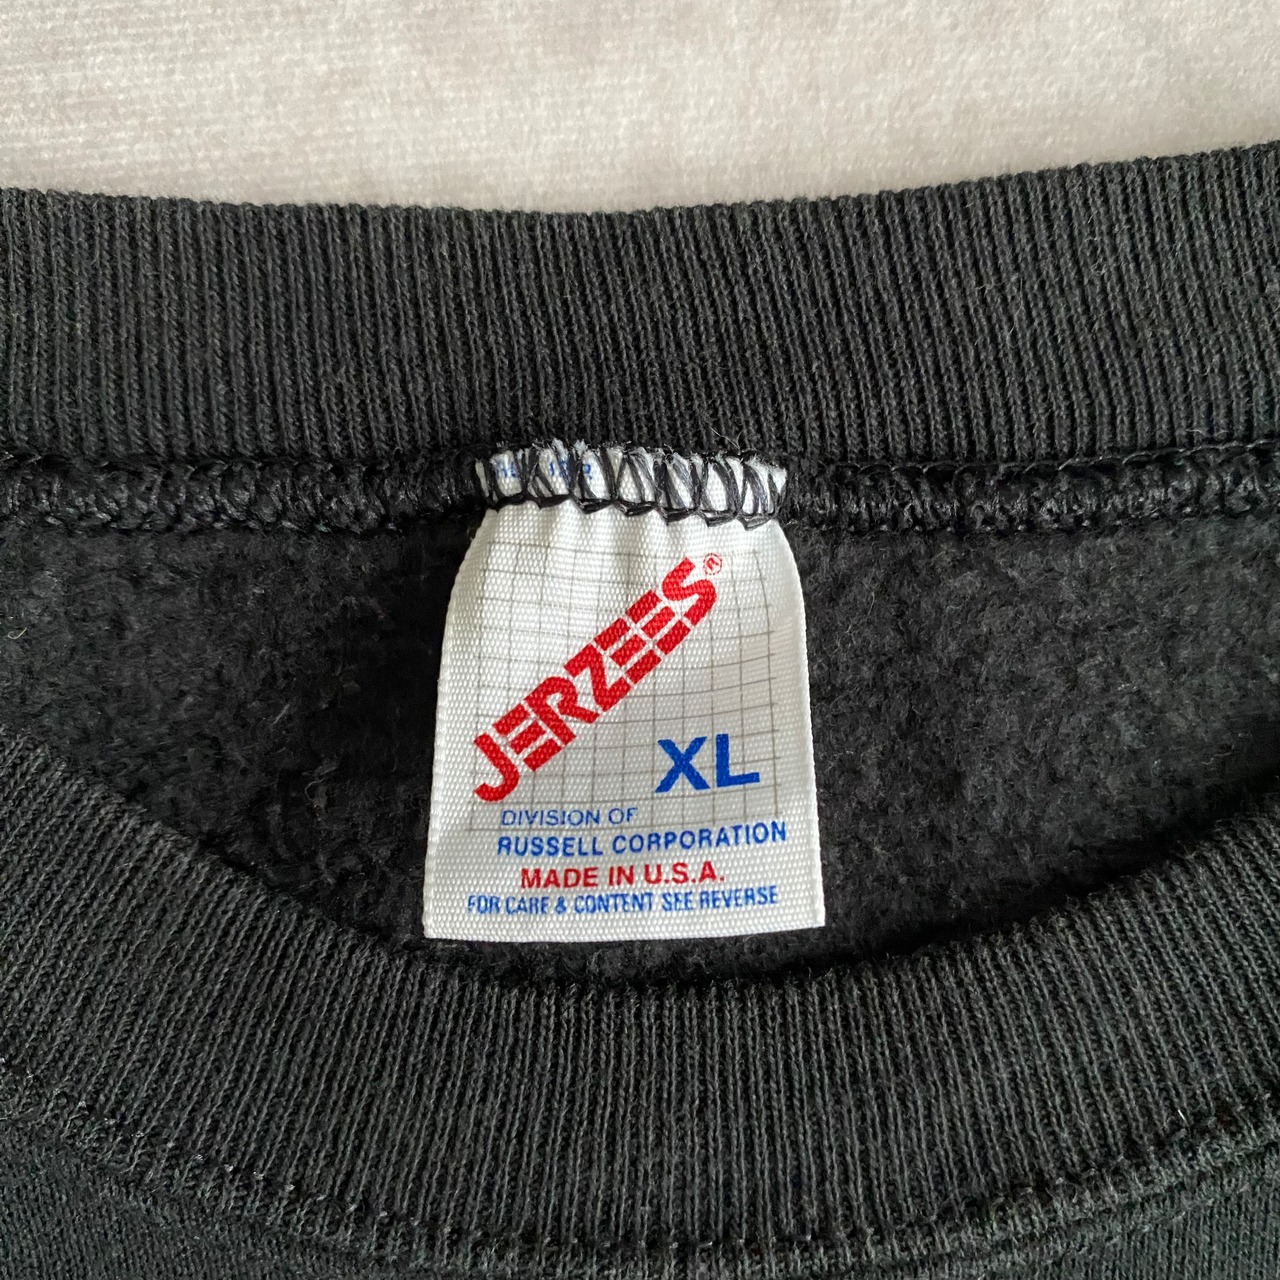 JERZEES®
XL
DIVISION OF
RUSSELL CORPORATION
MADE IN U.S.A.
FOR CARE & CONTENT SEE REVERSE